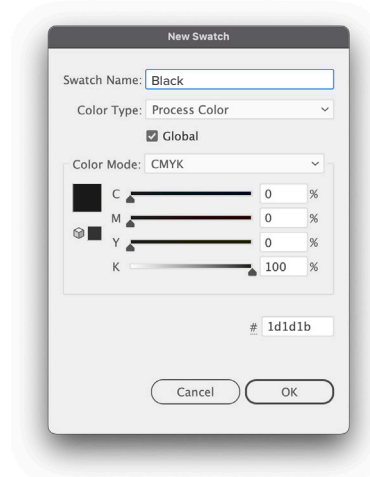 New Swatch
Swatch Name: Black
Color Type: Process Color
Global
Color Mode: CMYK
C 0 %
M 0 %
Y 0 %
K 100 %
# 1d1d1b
Cancel OK